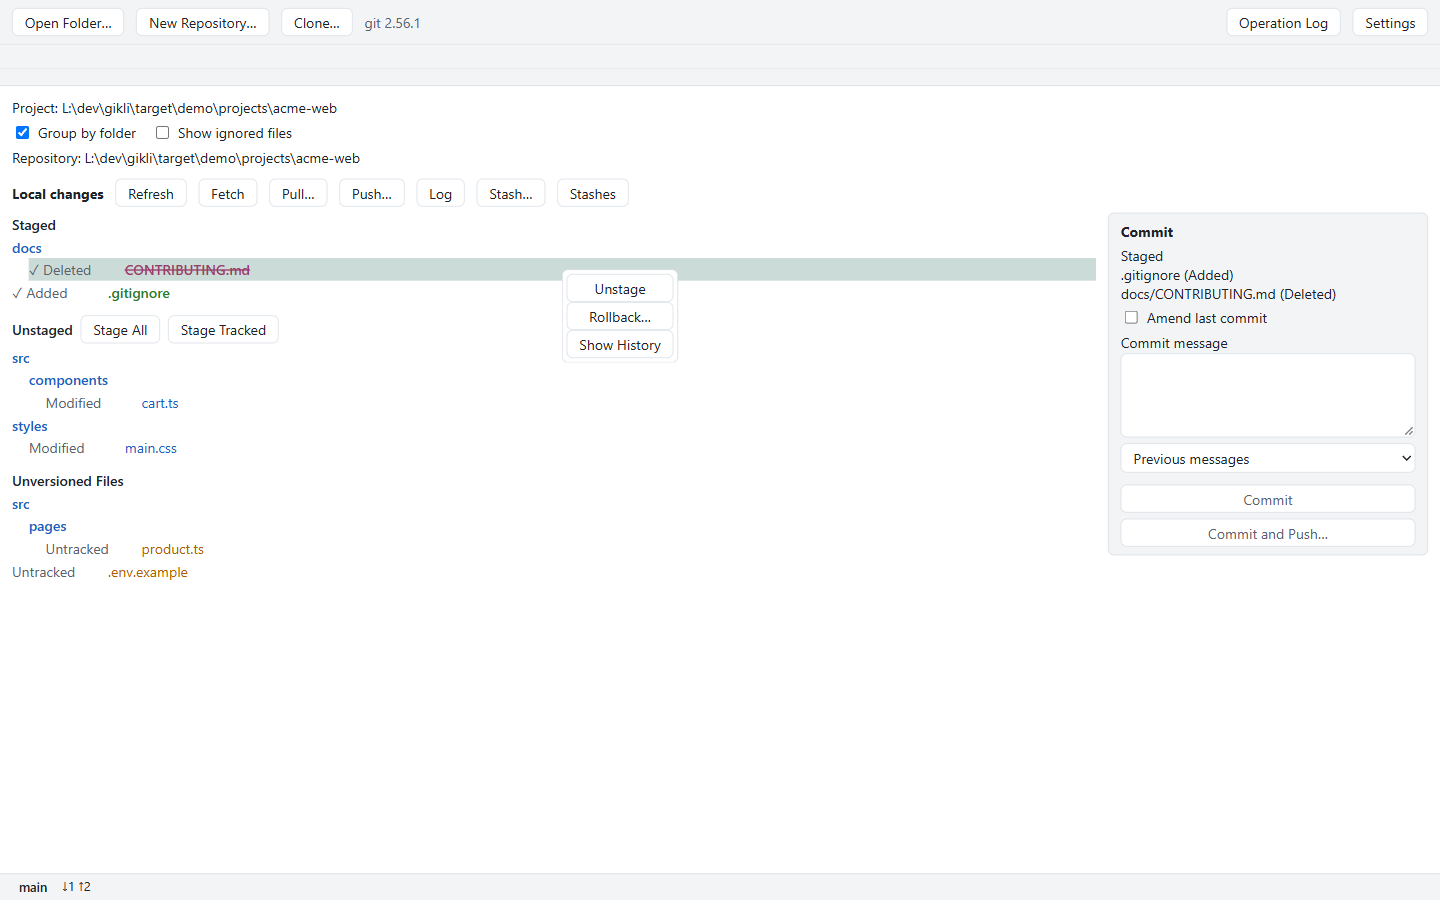 Open Folder... New Repository... Clone... git 2.56.1 Operation Log Settings
Project: L:\dev\gikli\target\demo\projects\acme-web
Group by folder Show ignored files
Repository: L:\dev\gikli\target\demo\projects\acme-web
Local changes Refresh Fetch Pull... Push... Log Stash... Stashes
Staged
docs
✓ Deleted CONTRIBUTING.md
✓ Added .gitignore
Unstage
Rollback...
Show History
Unstaged Stage All Stage Tracked
src
components
Modified cart.ts
styles
Modified main.css
Unversioned Files
src
pages
Untracked product.ts
Untracked .env.example
Commit
Staged
.gitignore (Added)
docs/CONTRIBUTING.md (Deleted)
Amend last commit
Commit message
Previous messages
Commit
Commit and Push...
main ↓1 ↑2